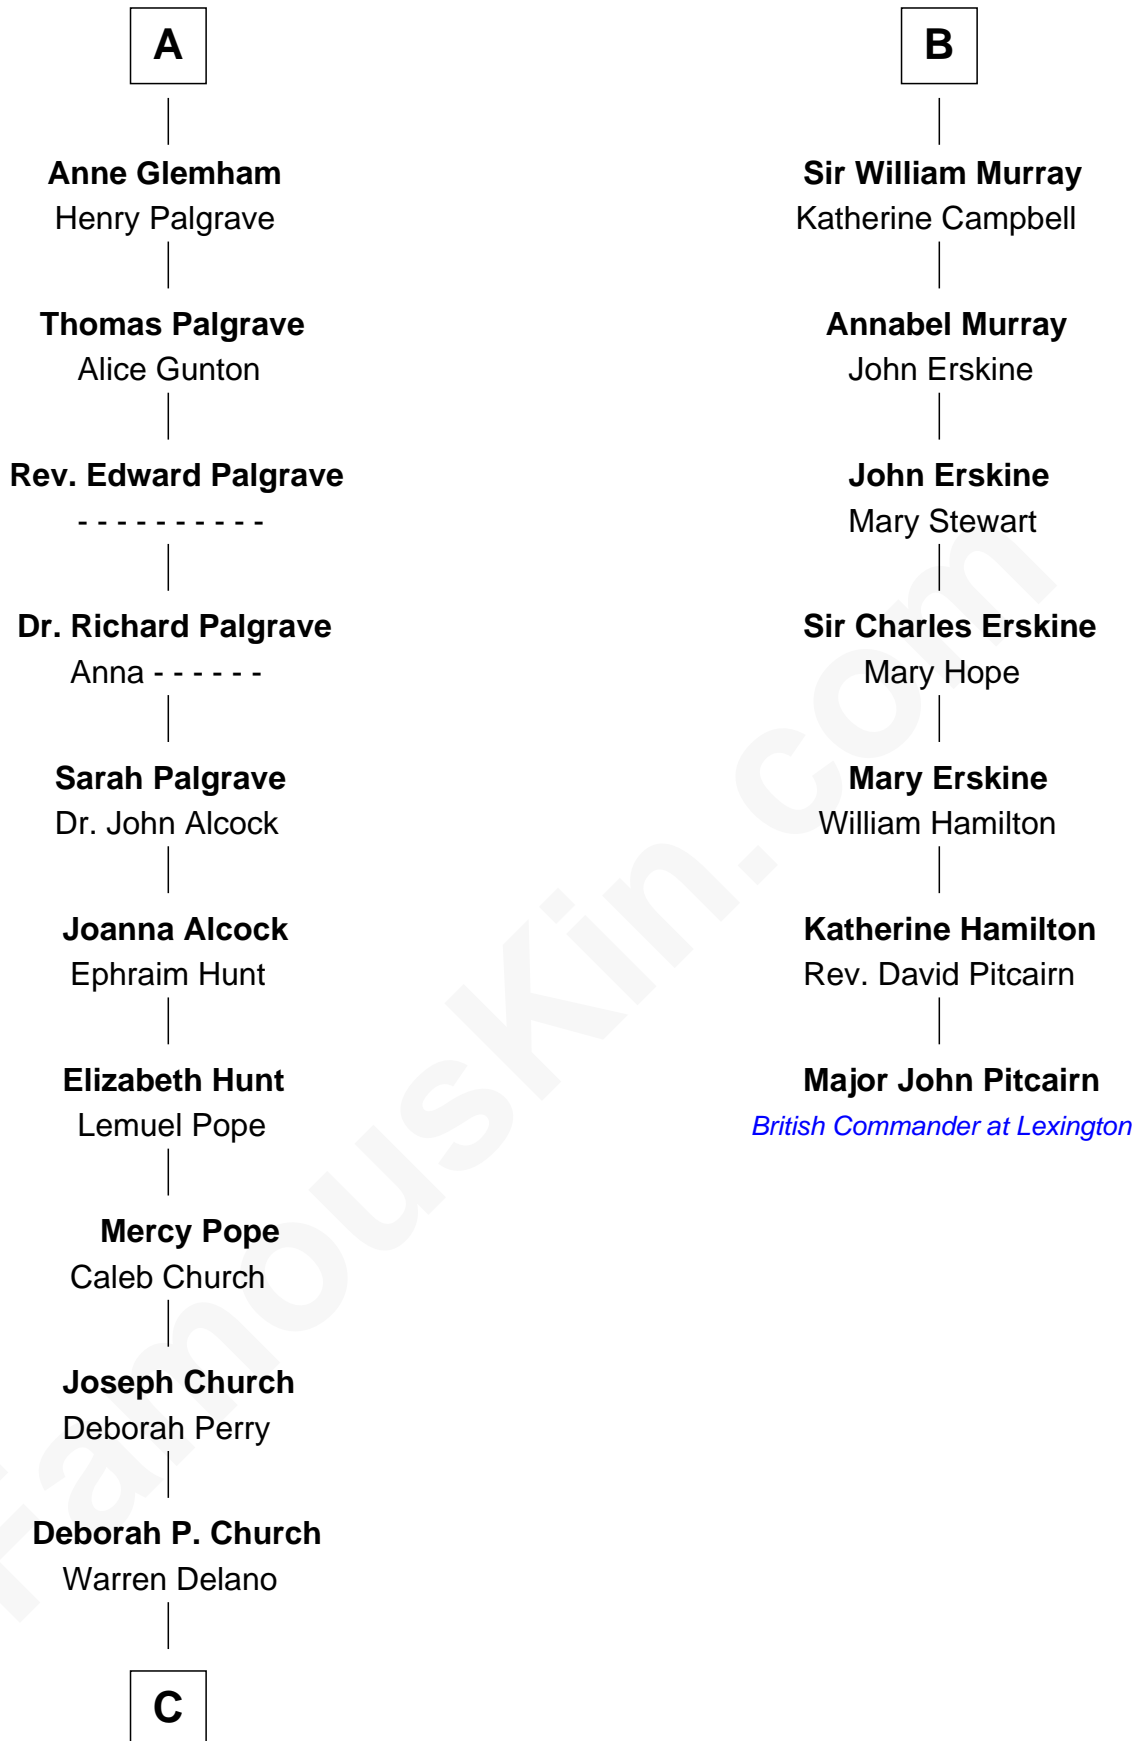 A
Anne Glemham
Henry Palgrave
Thomas Palgrave
Alice Gunton
Rev. Edward Palgrave
- - - - - - - - - -
Dr. Richard Palgrave
Anna - - - - - -
Sarah Palgrave
Dr. John Alcock
Joanna Alcock
Ephraim Hunt
Elizabeth Hunt
Lemuel Pope
Mercy Pope
Caleb Church
Joseph Church
Deborah Perry
Deborah P. Church
Warren Delano
C
B
Sir William Murray
Katherine Campbell
Annabel Murray
John Erskine
John Erskine
Mary Stewart
Sir Charles Erskine
Mary Hope
Mary Erskine
William Hamilton
Katherine Hamilton
Rev. David Pitcairn
Major John Pitcairn
British Commander at Lexington
FamousKin.com